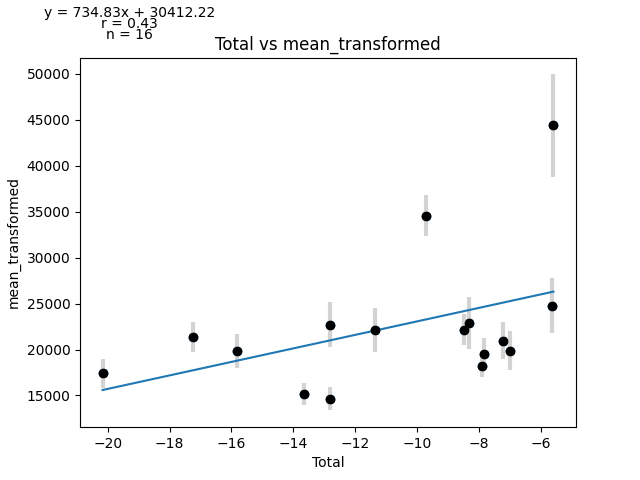 y = 734.83x + 30412.22
r = 0.43
n = 16
Total vs mean_transformed
50000
45000
40000
35000
30000
25000
20000
15000
mean_transformed
−20 −18 −16 −14 −12 −10 −8 −6
Total